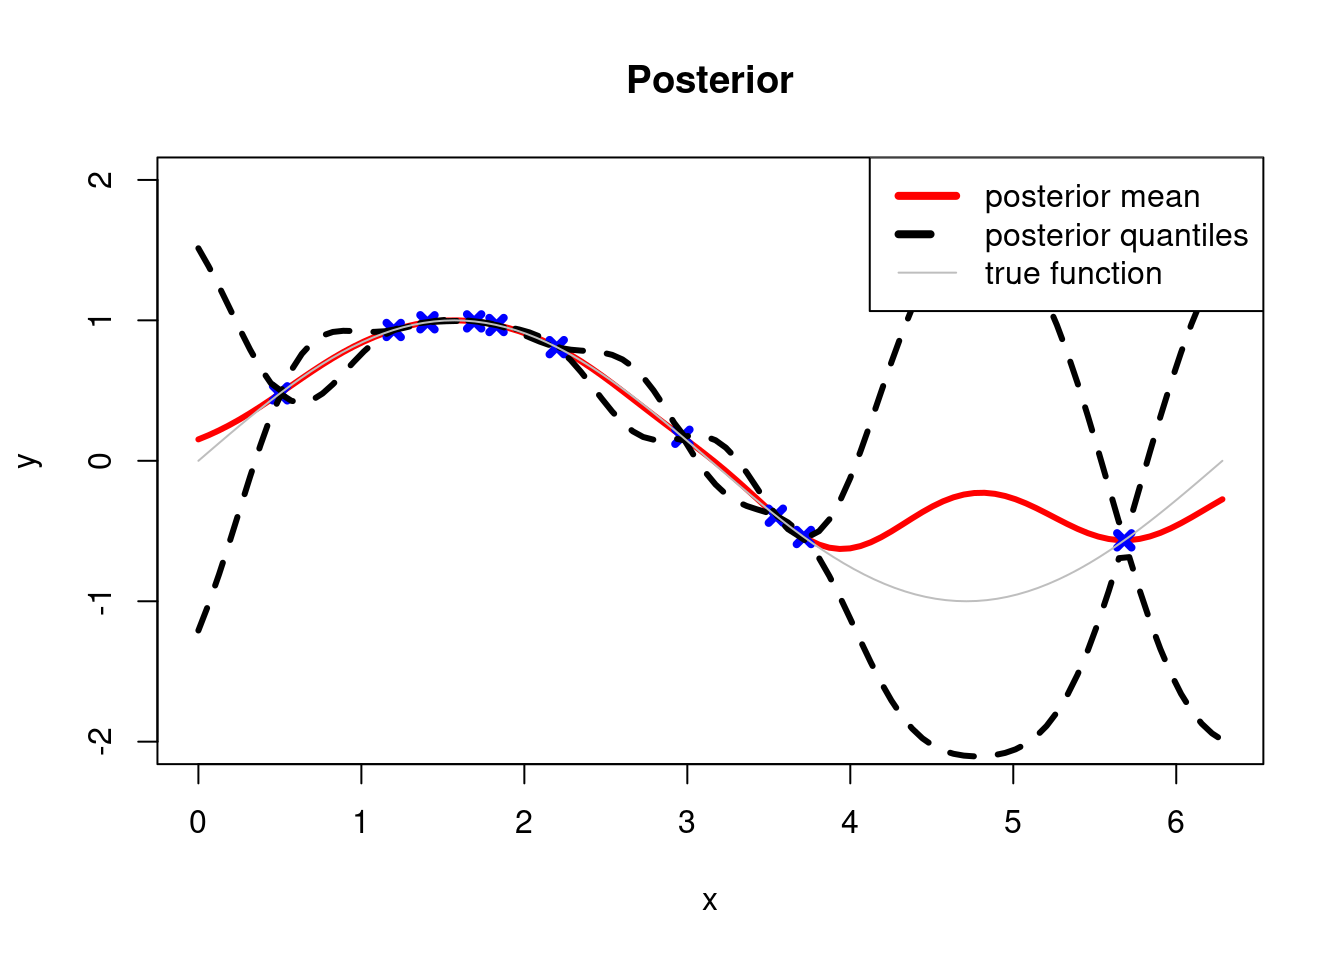 Posterior
posterior mean
posterior quantiles
true function
2
1
0
-1
-2
y
0 1 2 3 4 5 6
x